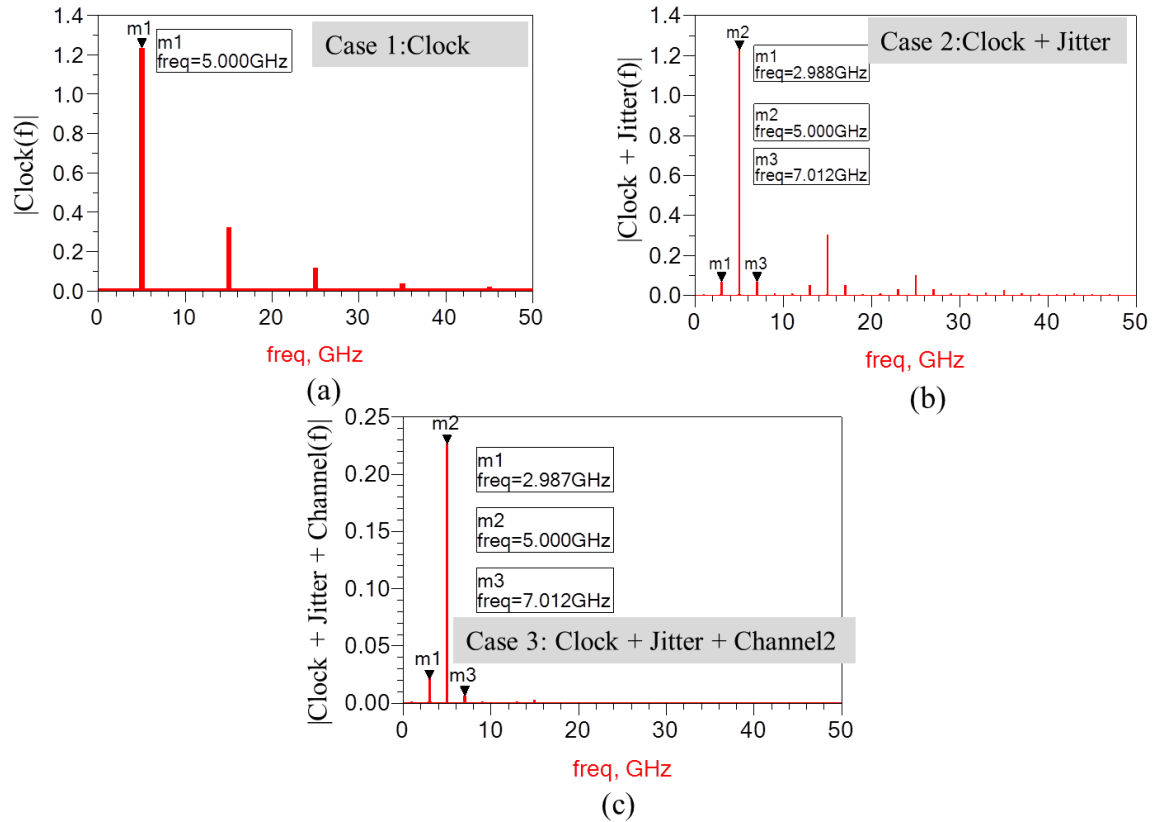 1.4
1.2
1.0
0.8
0.6
0.4
0.2
0.0
|Clock(f)|
m1
m1
freq=5.000GHz
Case 1:Clock
0 10 20 30 40 50
freq, GHz
(a)
1.4
1.2
1.0
0.8
0.6
0.4
0.2
0.0
|Clock + Jitter(f)|
m2
m1
freq=2.988GHz
m2
freq=5.000GHz
m3
freq=7.012GHz
Case 2:Clock + Jitter
m1 m3
0 10 20 30 40 50
freq, GHz
(b)
0.25
0.20
0.15
0.10
0.05
0.00
|Clock + Jitter + Channel(f)|
m2
m1
freq=2.987GHz
m2
freq=5.000GHz
m3
freq=7.012GHz
Case 3: Clock + Jitter + Channel2
m1
m3
0 10 20 30 40 50
freq, GHz
(c)